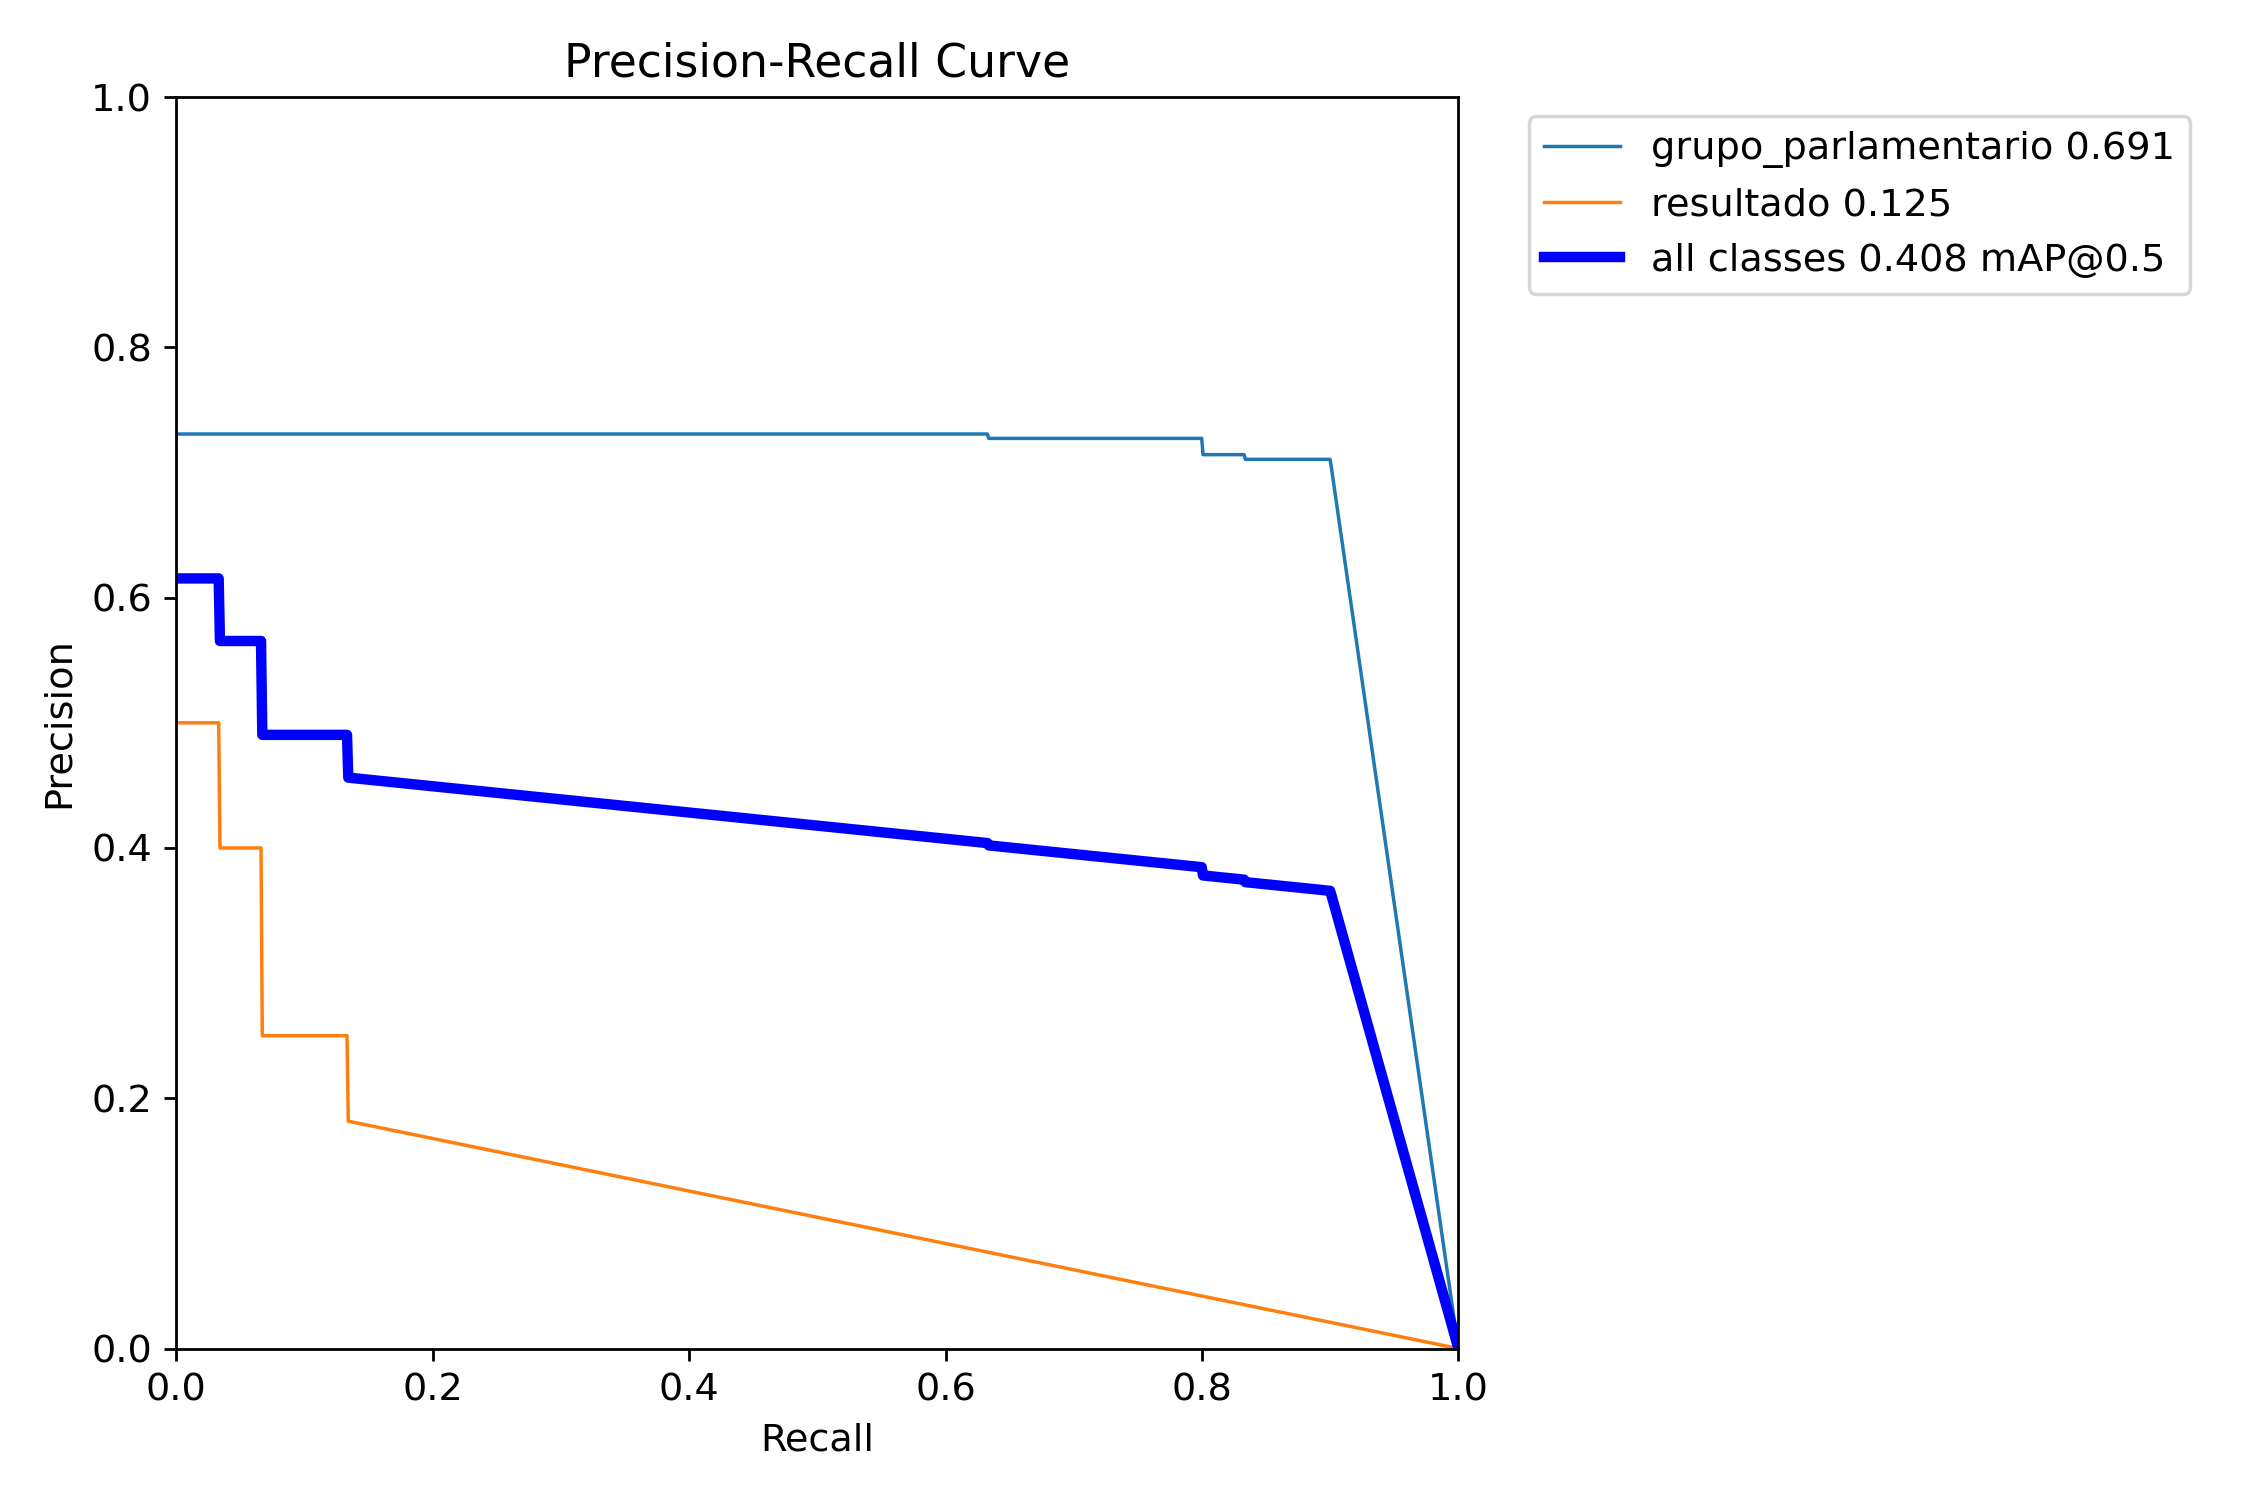 Precision-Recall Curve
1.0
0.8
0.6
0.4
0.2
0.0
Precision
0.0 0.2 0.4 0.6 0.8 1.0
Recall
grupo_parlamentario 0.691
resultado 0.125
all classes 0.408 mAP@0.5